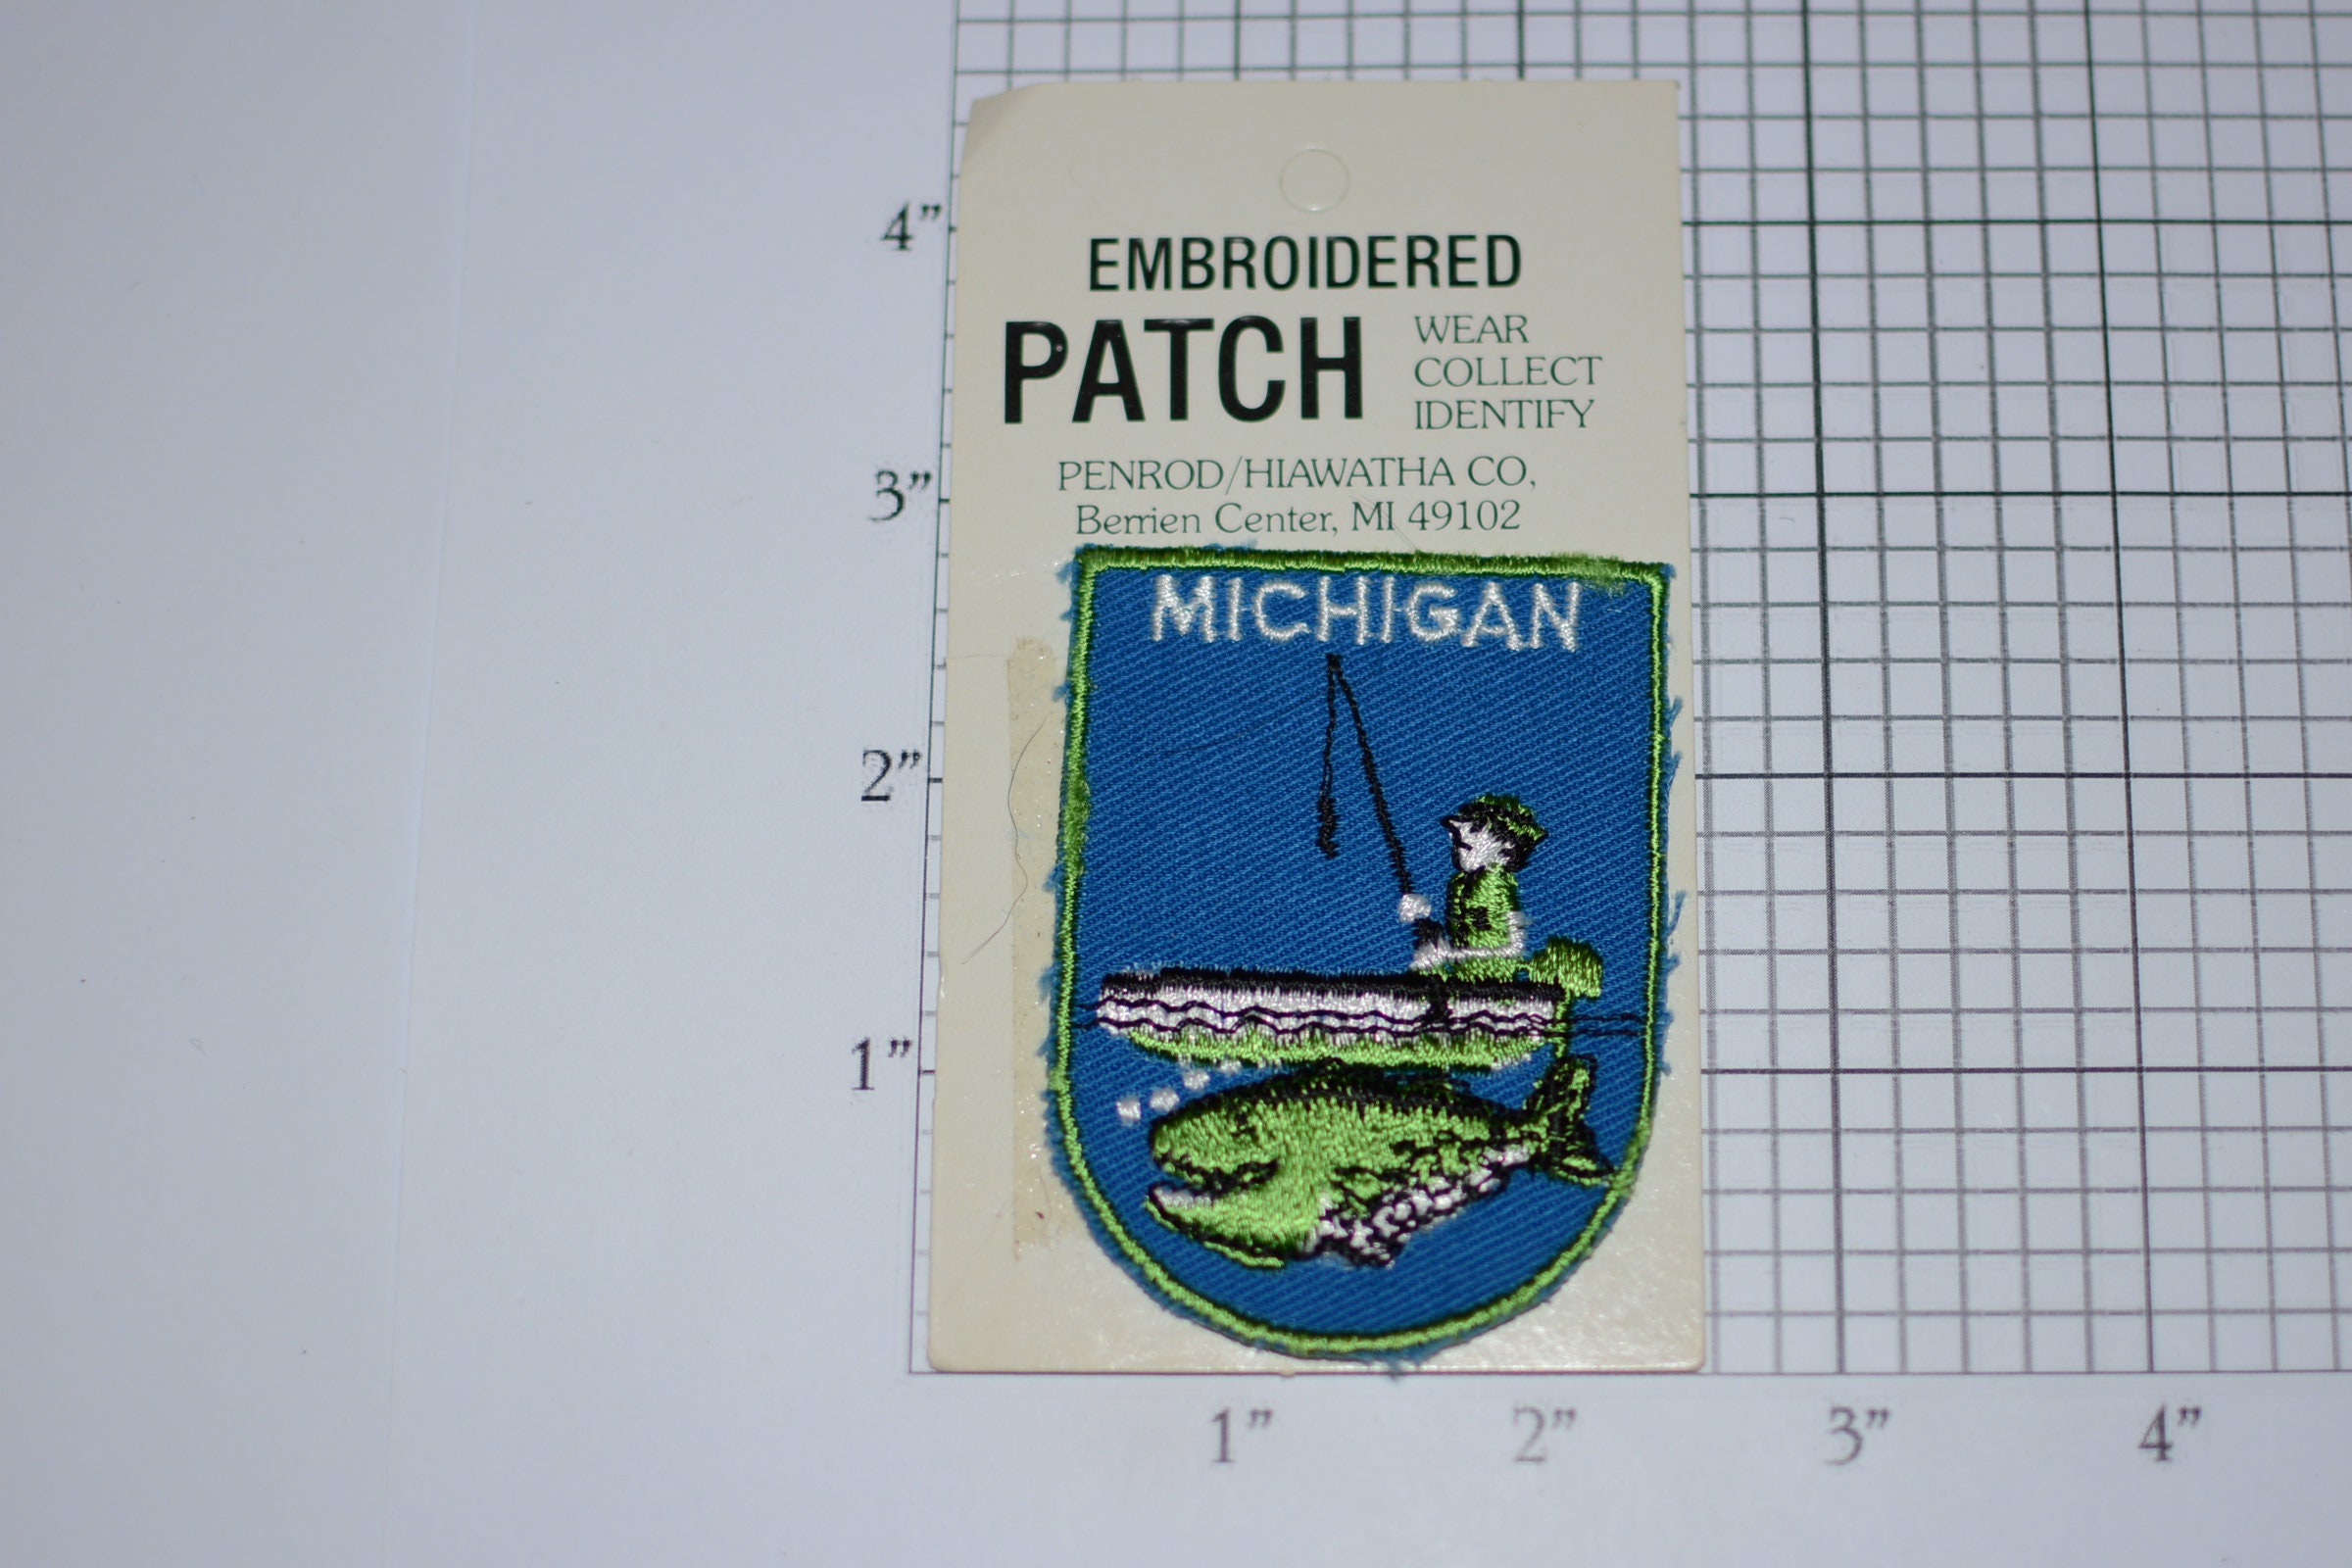 EMBROIDERED
PATCH
WEAR
COLLECT
IDENTIFY
PENROD/HIAWATHA CO,
Berrien Center, MI 49102
MICHIGAN
4”
3”
2”
1”
1” 2” 3” 4”